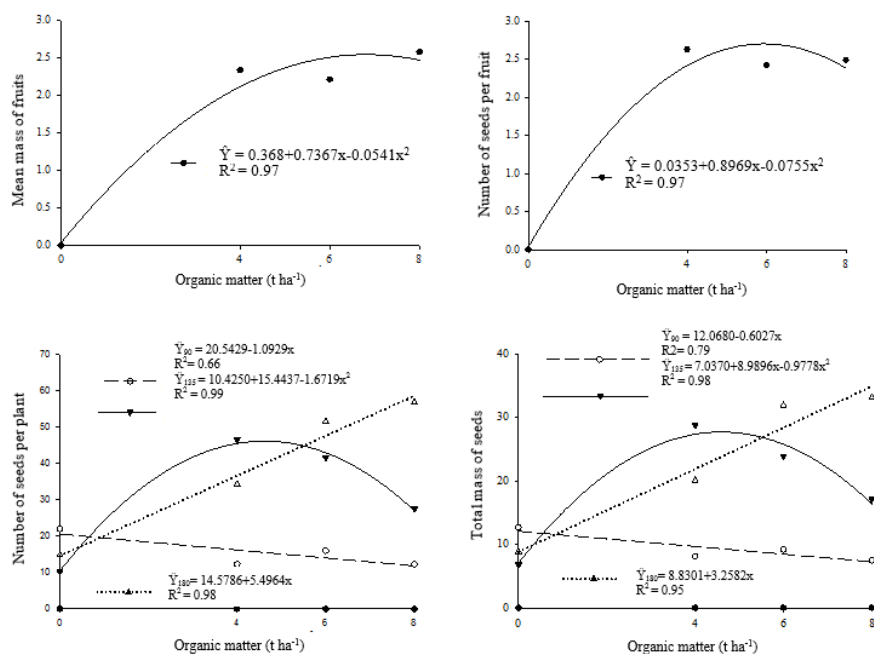 Mean mass of fruits
3.0
2.5
2.0
1.5
1.0
0.5
0.0
Ŷ = 0.368+0.7367x-0.0541x²
R² = 0.97
0 4 6 8
Organic matter (t ha⁻¹)
Number of seeds per fruit
3.0
2.5
2.0
1.5
1.0
0.5
0.0
Ŷ = 0.0353+0.8969x-0.0755x²
R² = 0.97
0 4 6 8
Organic matter (t ha⁻¹)
Number of seeds per plant
70
60
50
40
30
20
10
0
Ŷ₉₀ = 20.5429-1.0929x
R² = 0.66
Ŷ₁₃₅ = 10.4250+15.4437-1.6719x²
R² = 0.99
Ŷ₁₈₀= 14.5786+5.4964x
R² = 0.98
0 4 6 8
Organic matter (t ha⁻¹)
Total mass of seeds
40
30
20
10
0
Ŷ₉₀ = 12.0680-0.6027x
R2= 0.79
Ŷ₁₃₅= 7.0370+8.9896x-0.9778x²
R² = 0.98
Ŷ₁₈₀=8.8301+3.2582x
R² = 0.95
0 4 6 8
Organic matter (t ha⁻¹)